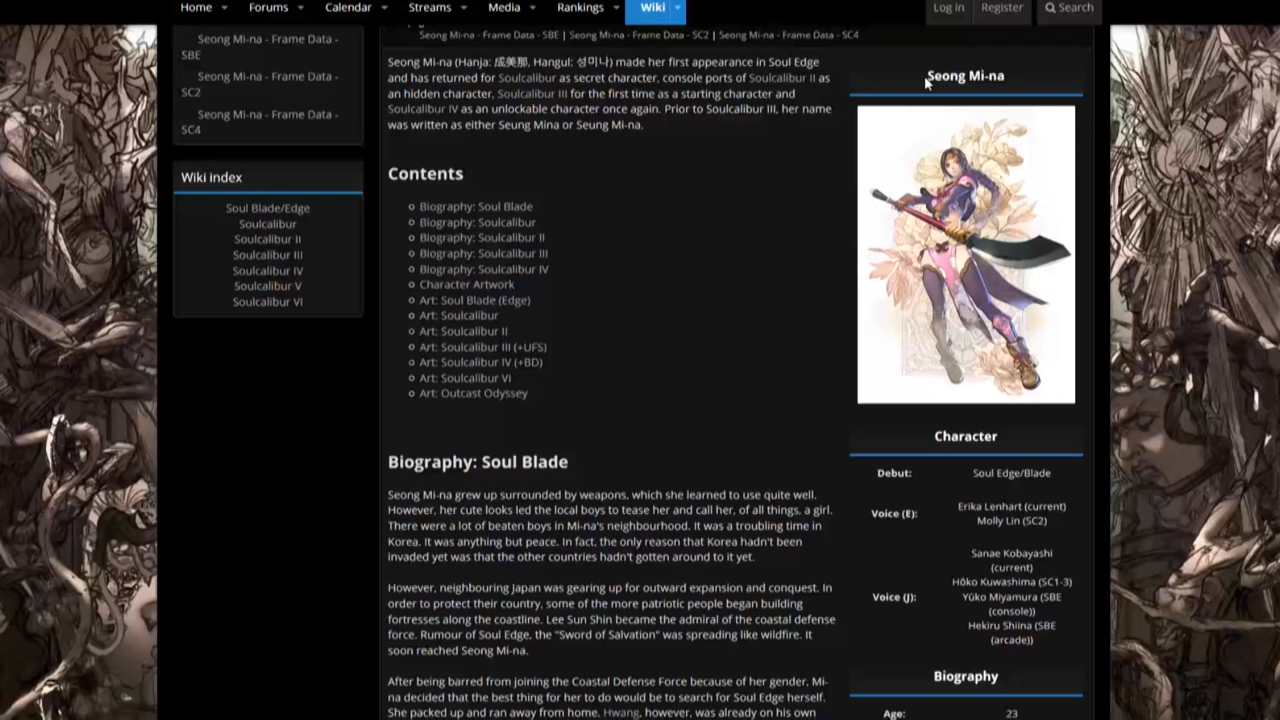 Home Forums Calendar Streams Media Rankings Wiki Log in Register Search
Seong Mi-na - Frame Data -
SBE
Seong Mi-na - Frame Data -
SC2
Seong Mi-na - Frame Data -
SC4
Wiki index
Soul Blade/Edge
Soulcalibur
Soulcalibur II
Soulcalibur III
Soulcalibur IV
Soulcalibur V
Soulcalibur VI
Seong Mi-na - Frame Data - SBE | Seong Mi-na - Frame Data - SC2 | Seong Mi-na - Frame Data - SC4
Seong Mi-na (Hanja: 成美那, Hangul: 성미나) made her first appearance in Soul Edge
and has returned for Soulcalibur as secret character, console ports of Soulcalibur II as
an hidden character, Soulcalibur III for the first time as a starting character and
Soulcalibur IV as an unlockable character once again. Prior to Soulcalibur III, her name
was written as either Seung Mina or Seung Mi-na.
Contents
Biography: Soul Blade
Biography: Soulcalibur
Biography: Soulcalibur II
Biography: Soulcalibur III
Biography: Soulcalibur IV
Character Artwork
Art: Soul Blade (Edge)
Art: Soulcalibur
Art: Soulcalibur II
Art: Soulcalibur III (+UFS)
Art: Soulcalibur IV (+BD)
Art: Soulcalibur VI
Art: Outcast Odyssey
Biography: Soul Blade
Seong Mi-na grew up surrounded by weapons, which she learned to use quite well.
However, her cute looks led the local boys to tease her and call her, of all things, a girl.
There were a lot of beaten boys in Mi-na's neighbourhood. It was a troubling time in
Korea. It was anything but peace. In fact, the only reason that Korea hadn't been
invaded yet was that the other countries hadn't gotten around to it yet.
However, neighbouring Japan was gearing up for outward expansion and conquest. In
order to protect their country, some of the more patriotic people began building
fortresses along the coastline. Lee Sun Shin became the admiral of the coastal defense
force. Rumour of Soul Edge, the "Sword of Salvation" was spreading like wildfire. It
soon reached Seong Mi-na.
After being barred from joining the Coastal Defense Force because of her gender, Mi-
na decided that the best thing for her to do would be to search for Soul Edge herself.
She packed up and ran away from home. Hwang, however, was already on his own
Seong Mi-na
Character
Debut: Soul Edge/Blade
Voice (E): Erika Lenhart (current)
Molly Lin (SC2)
Voice (J): Sanae Kobayashi
(current)
Hôko Kuwashima (SC1-3)
Yûko Miyamura (SBE
(console))
Hekiru Shiina (SBE
(arcade))
Biography
Age: 23